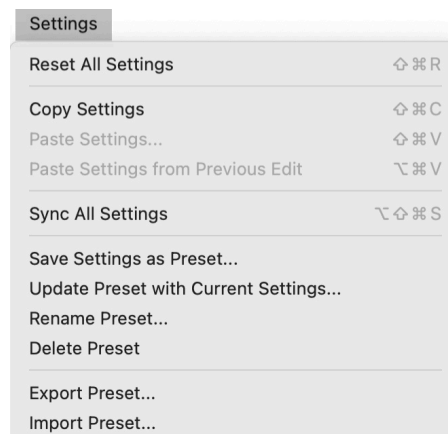 Settings
Reset All Settings ⇧⌘R
Copy Settings ⇧⌘C
Paste Settings... ⇧⌘V
Paste Settings from Previous Edit ⌥⌘V
Sync All Settings ⌥⇧⌘S
Save Settings as Preset...
Update Preset with Current Settings...
Rename Preset...
Delete Preset
Export Preset...
Import Preset...